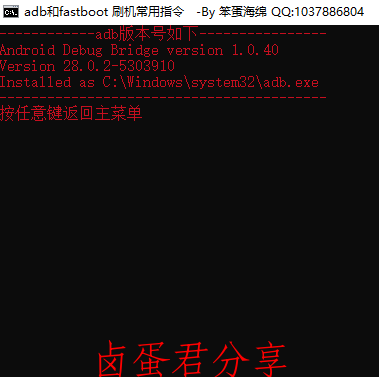 adb和fastboot 刷机常用指令 -By 笨蛋海绵 QQ:1037886804
------------adb版本号如下----------------
Android Debug Bridge version 1.0.40
Version 28.0.2-5303910
Installed as C:\Windows\system32\adb.exe
-----------------------------------------
按任意键返回主菜单
卤蛋君分享